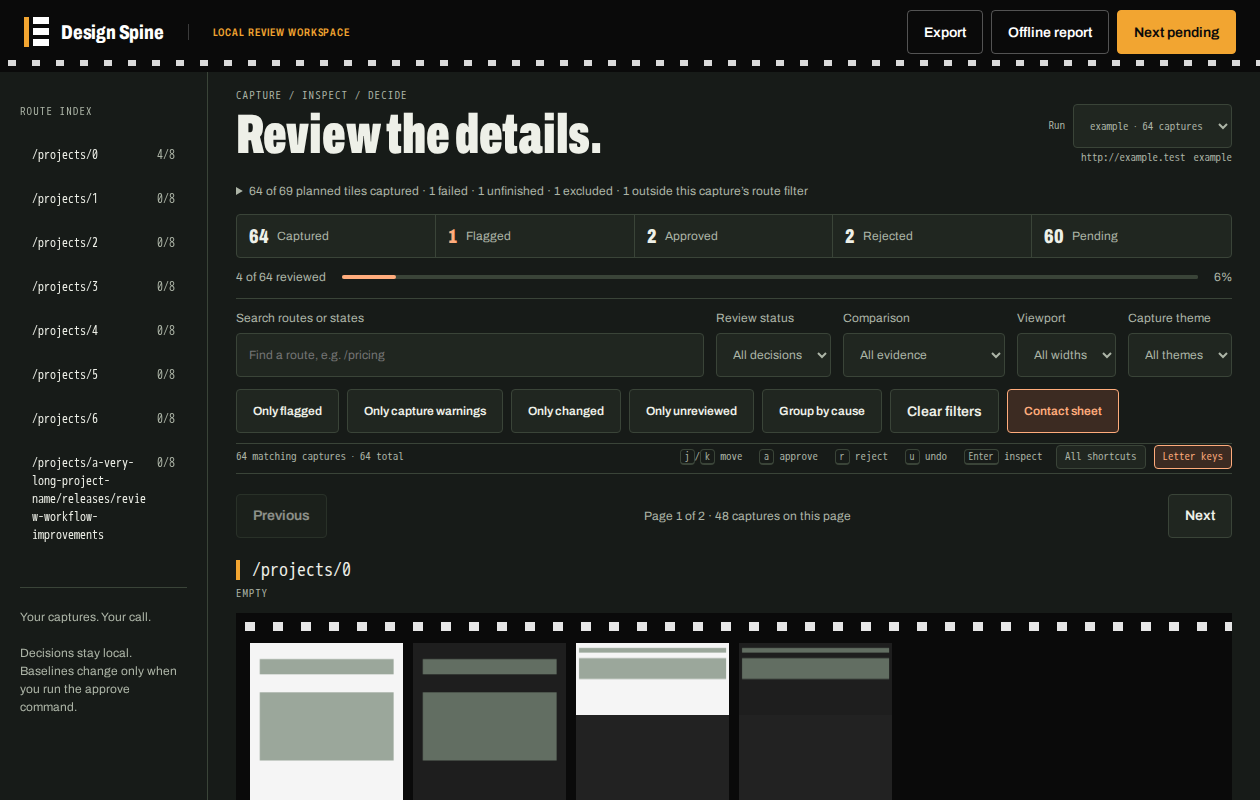 Design Spine
LOCAL REVIEW WORKSPACE
Export
Offline report
Next pending
ROUTE INDEX
/projects/0 4/8
/projects/1 0/8
/projects/2 0/8
/projects/3 0/8
/projects/4 0/8
/projects/5 0/8
/projects/6 0/8
/projects/a-very- 0/8
long-project-
name/releases/revie
w-workflow-
improvements
Your captures. Your call.
Decisions stay local.
Baselines change only when
you run the approve
command.
CAPTURE / INSPECT / DECIDE
Review the details.
Run
example · 64 captures
http://example.test example
64 of 69 planned tiles captured · 1 failed · 1 unfinished · 1 excluded · 1 outside this capture's route filter
64 Captured
1 Flagged
2 Approved
2 Rejected
60 Pending
4 of 64 reviewed
6%
Search routes or states
Review status
Comparison
Viewport
Capture theme
Find a route, e.g. /pricing
All decisions
All evidence
All widths
All themes
Only flagged
Only capture warnings
Only changed
Only unreviewed
Group by cause
Clear filters
Contact sheet
64 matching captures · 64 total
j/k move
a approve
r reject
u undo
Enter inspect
All shortcuts
Letter keys
Previous
Page 1 of 2 · 48 captures on this page
Next
/projects/0
EMPTY